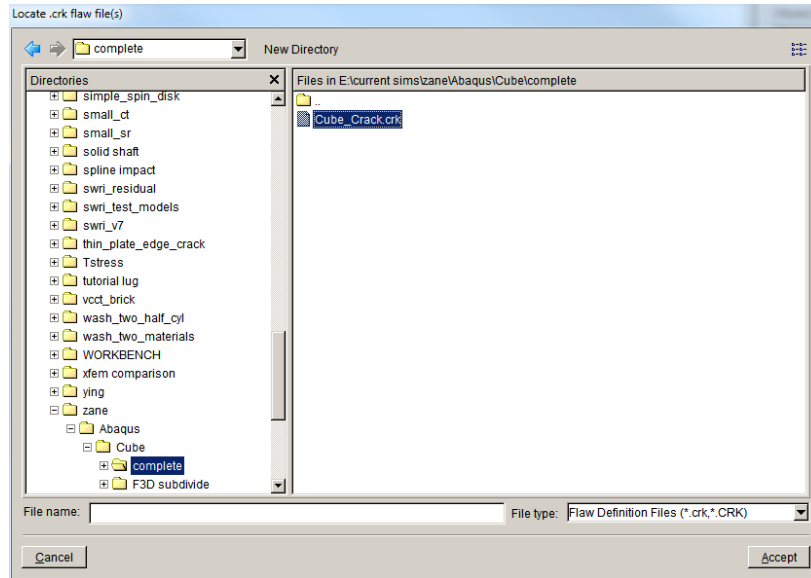 Locate .crk flaw file(s)
complete New Directory
Directories
simple_spin_disk
small_ct
small_sr
solid shaft
spline impact
swri_residual
swri_test_models
swri_v7
thin_plate_edge_crack
Tstress
tutorial lug
vcct_brick
wash_two_half_cyl
wash_two_materials
WORKBENCH
xfem comparison
ying
zane
Abaqus
Cube
complete
F3D subdivide
Files in E:\current sims\zane\Abaqus\Cube\complete
..
Cube_Crack.crk
File name: File type: Flaw Definition Files (*.crk,*.CRK)
Cancel Accept